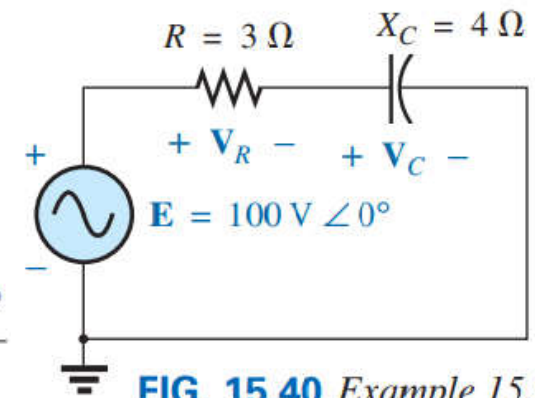 R = 3 Ω
X_C = 4 Ω
+ V_R −
+ V_C −
+
E = 100 V ∠0°
−
FIG. 15.40 Example 15